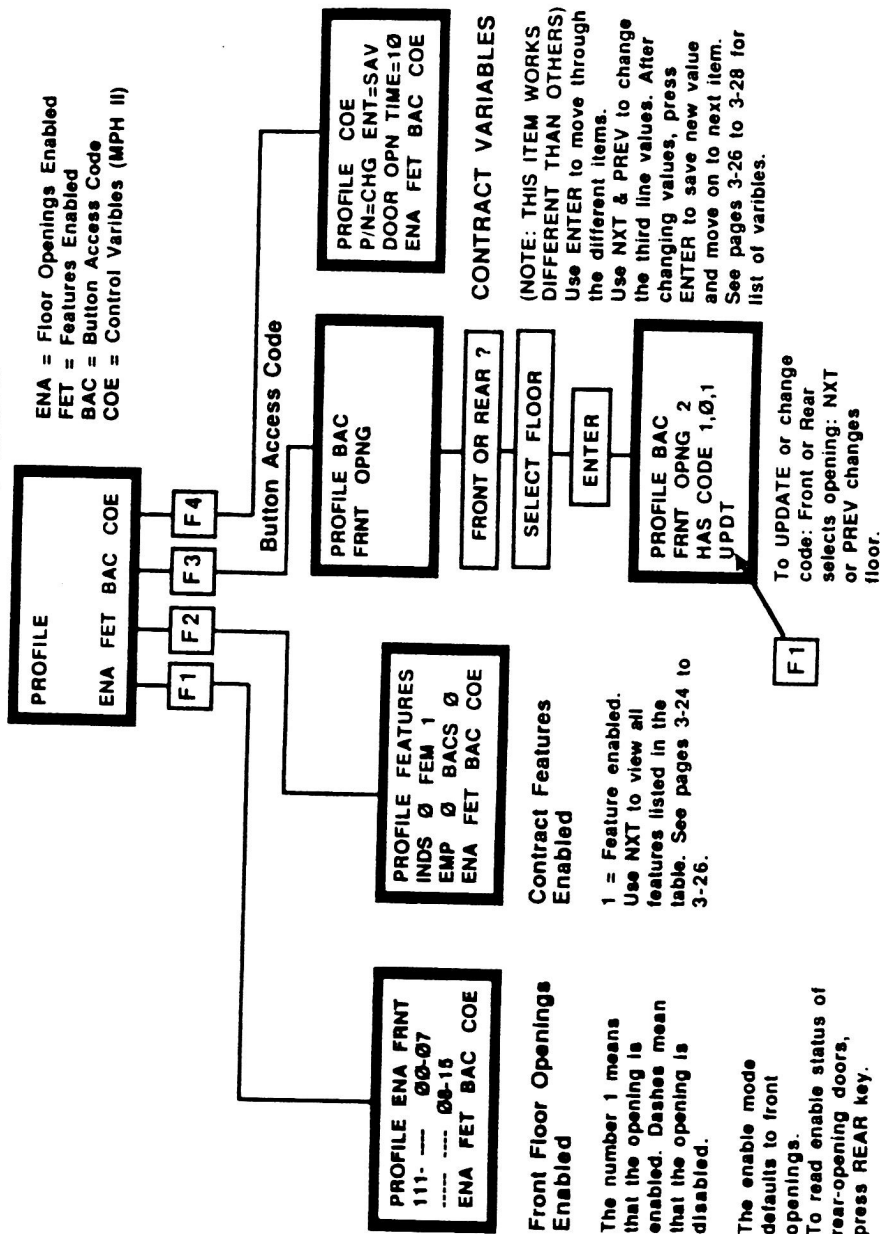 ENA = Floor Openings Enabled
FET = Features Enabled
BAC = Button Access Code
COE = Control Varibles (MPH II)
PROFILE
ENA FET BAC COE
F1
F2
F3
F4
PROFILE ENA FRNT
111- --- 00-07
----- ---- 08-15
ENA FET BAC COE
Front Floor Openings
Enabled
The number 1 means
that the opening is
enabled. Dashes mean
that the opening is
disabled.
The enable mode
defaults to front
openings.
To read enable status of
rear-opening doors,
press REAR key.
PROFILE FEATURES
INDS Ø FEM 1
EMP Ø BACS Ø
ENA FET BAC COE
Contract Features
Enabled
1 = Feature enabled.
Use NXT to view all
features listed in the
table. See pages 3-24 to
3-26.
Button Access Code
PROFILE BAC
FRNT OPNG
FRONT OR REAR ?
SELECT FLOOR
ENTER
PROFILE BAC
FRNT OPNG 2
HAS CODE 1,Ø,1
UPDT
F1
To UPDATE or change
code: Front or Rear
selects opening: NXT
or PREV changes
floor.
PROFILE COE
P/N=CHG ENT=SAV
DOOR OPN TIME=1Ø
ENA FET BAC COE
CONTRACT VARIABLES
(NOTE: THIS ITEM WORKS
DIFFERENT THAN OTHERS)
Use ENTER to move through
the different items.
Use NXT & PREV to change
the third line values. After
changing values, press
ENTER to save new value
and move on to next item.
See pages 3-26 to 3-28 for
list of varibles.